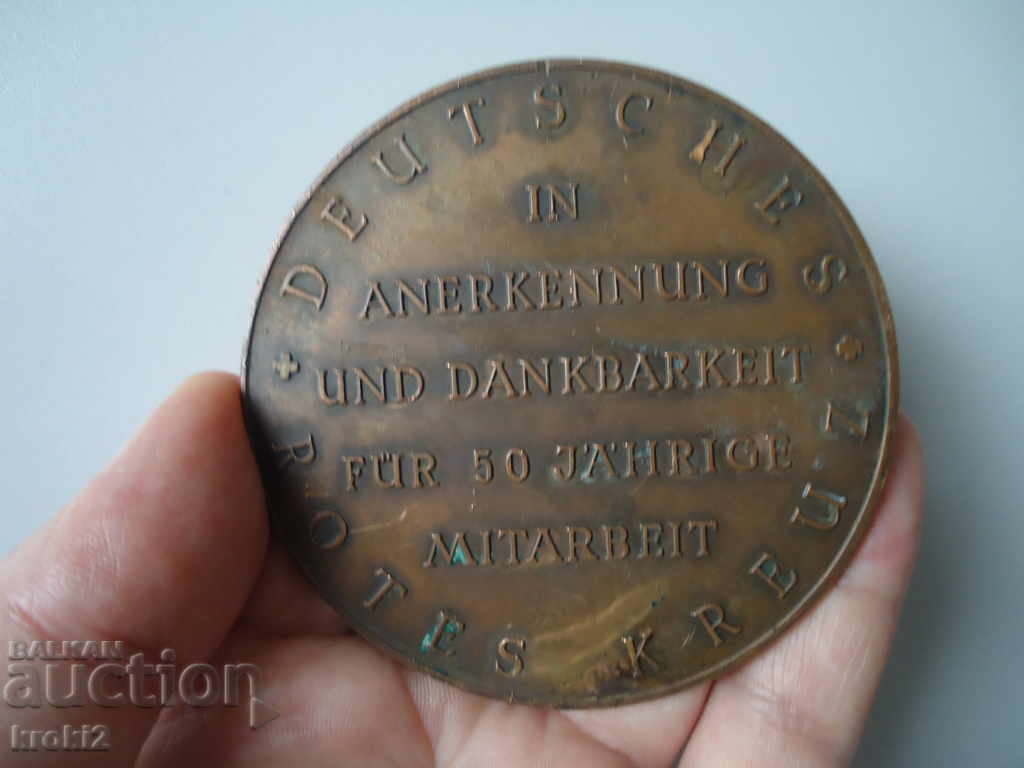 DEUTSCHES
IN
ANERKENNUNG
UND DANKBARKEIT
FÜR 50 JÄHRIGE
MITARBEIT
ROTES KREUZ
BALKAN
auction
kroki2